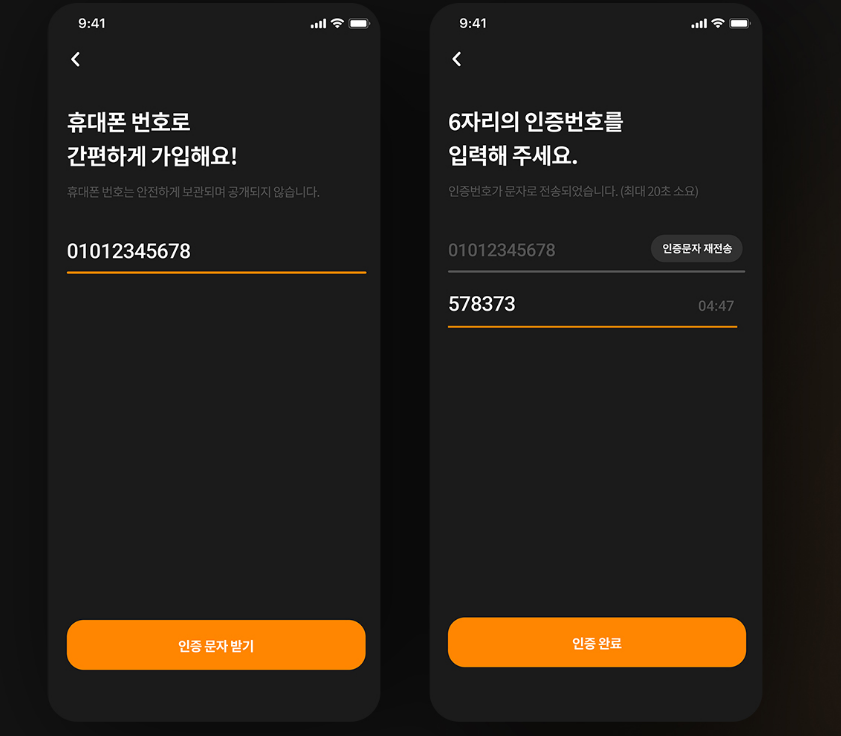 9:41
휴대폰 번호로
간편하게 가입해요!
휴대폰 번호는 안전하게 보관되며 공개되지 않습니다.
01012345678
인증 문자 받기
9:41
6자리의 인증번호를
입력해 주세요.
인증번호가 문자로 전송되었습니다. (최대 20초 소요)
01012345678 인증문자 재전송
578373 04:47
인증 완료